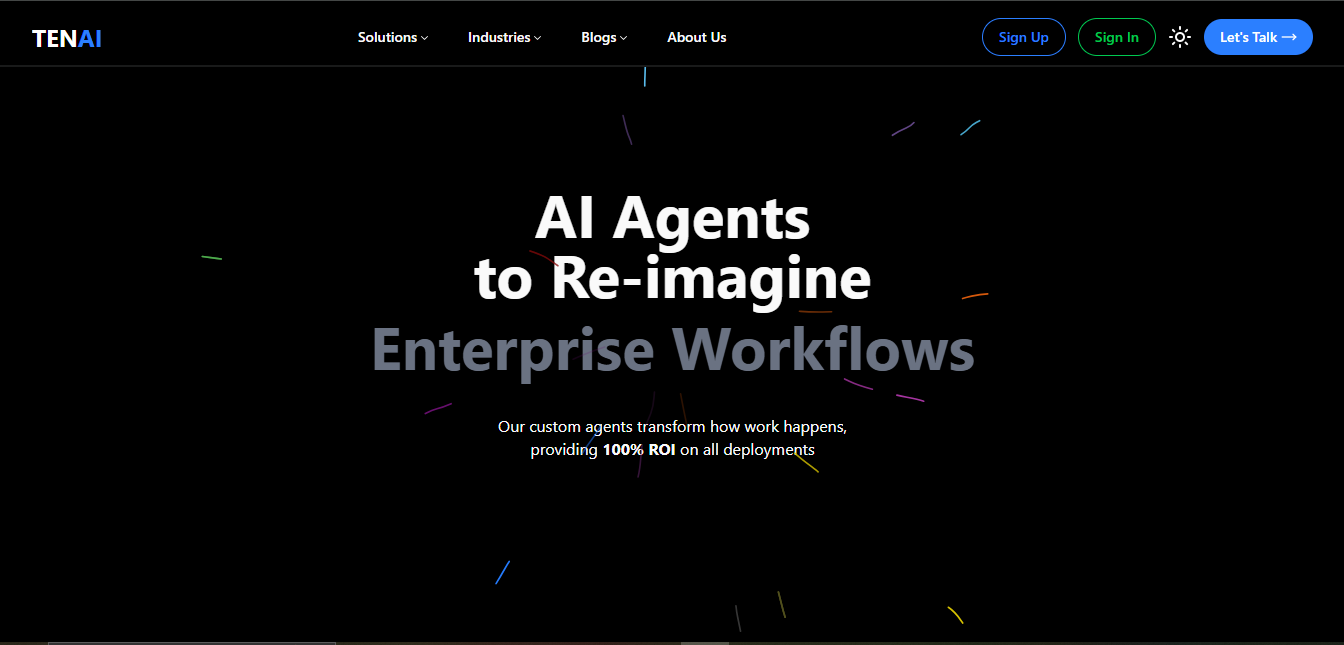 TENAI
Solutions
Industries
Blogs
About Us
Sign Up
Sign In
Let's Talk →
AI Agents
to Re-imagine
Enterprise Workflows
Our custom agents transform how work happens,
providing 100% ROI on all deployments